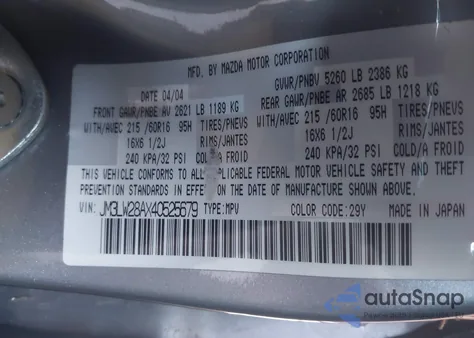 MFD. BY MAZDA MOTOR CORPORATION
DATE 04/04 GVWR/PNBV 5260 LB 2386 KG
FRONT GAWR/PNBE AV 2621 LB 1189 KG REAR GAWR/PNBE AR 2685 LB 1218 KG
WITH/AVEC 215 /60R16 95H TIRES/PNEUS WITH/AVEC 215 /60R16 95H TIRES/PNEUS
16X6 1/2J RIMS/JANTES 16X6 1/2J RIMS/JANTES
240 KPA/32 PSI COLD/A FROID 240 KPA/32 PSI COLD/A FROID
THIS VEHICLE CONFORMS TO ALL APPLICABLE FEDERAL MOTOR VEHICLE SAFETY AND THEFT
PREVENTION STANDARDS IN EFFECT ON THE DATE OF MANUFACTURE SHOWN ABOVE.
VIN: JM3LW28AX40525579 TYPE:MPV COLOR CODE: 29Y MADE IN JAPAN
autoSnap